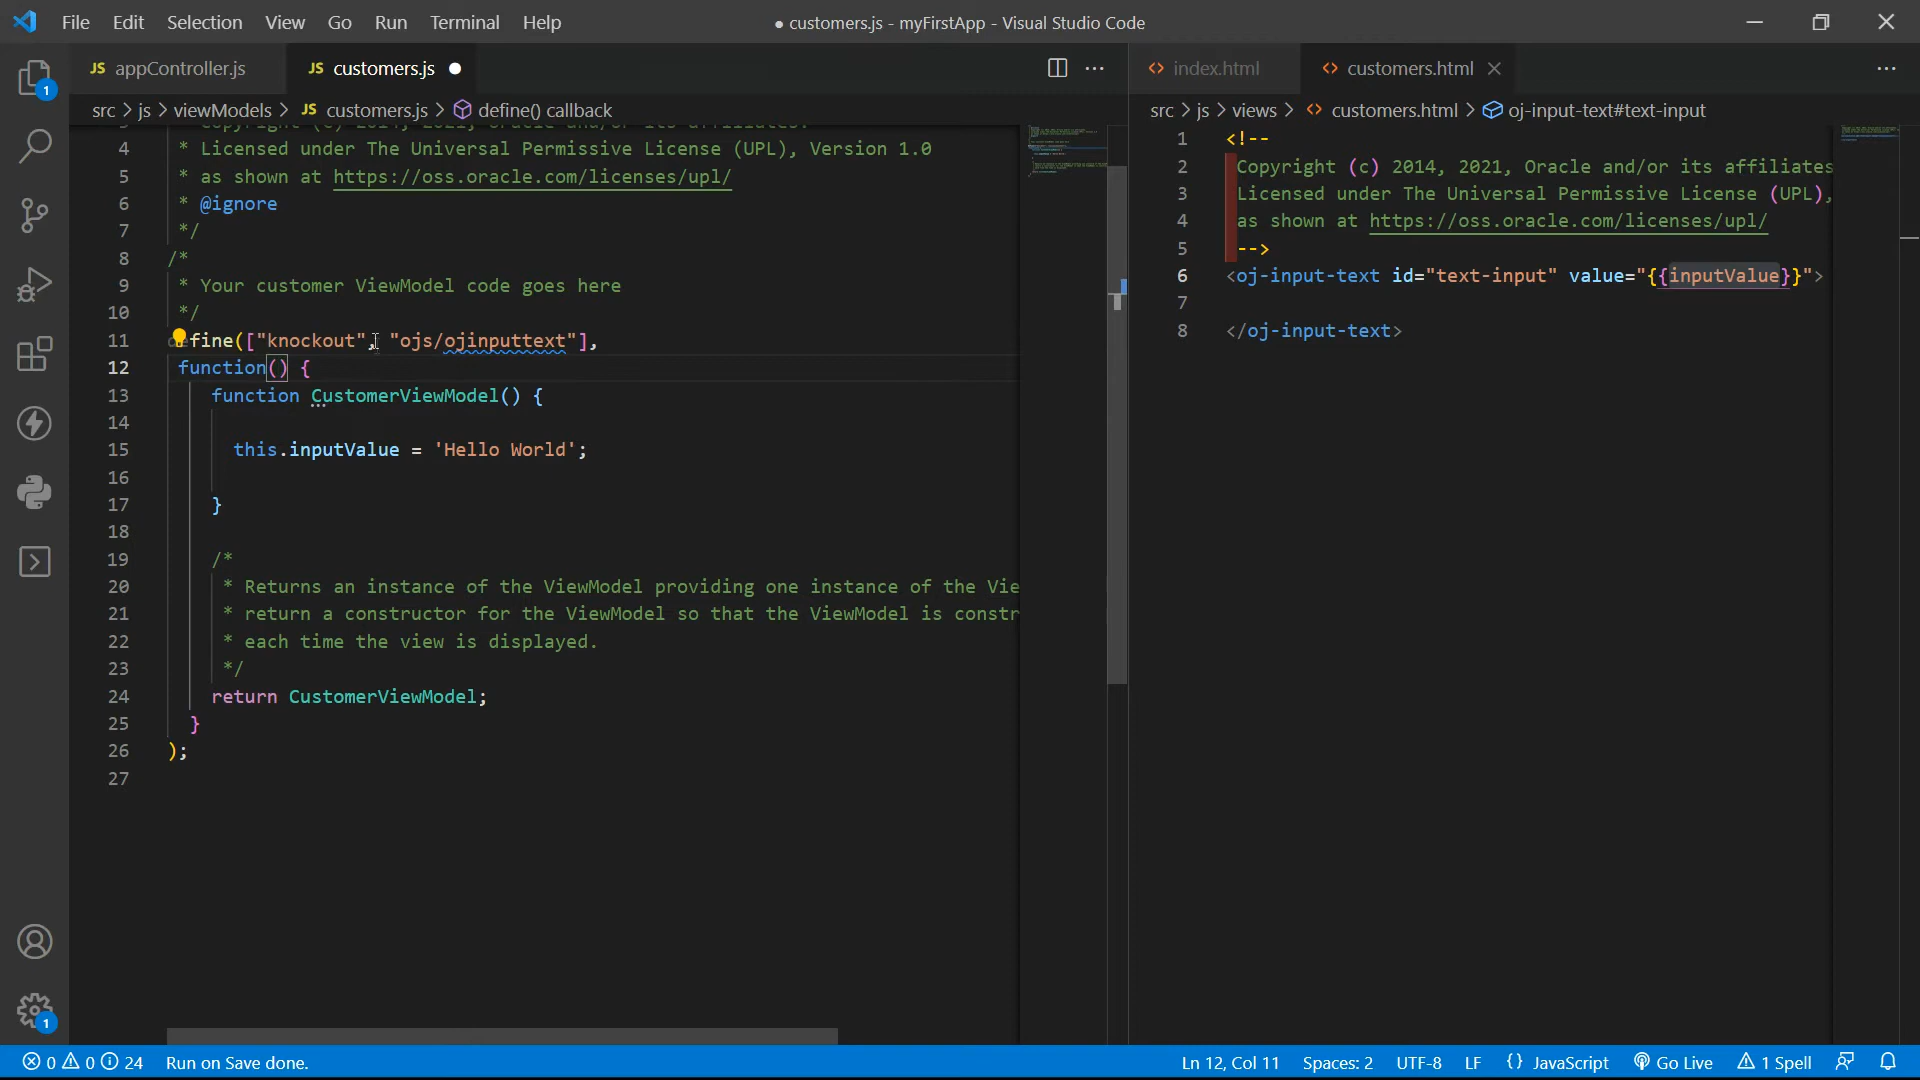 File Edit Selection View Go Run Terminal Help
● customers.js - myFirstApp - Visual Studio Code
JS appController.js
JS customers.js ●
src > js > viewModels > JS customers.js > define() callback
4 * Licensed under The Universal Permissive License (UPL), Version 1.0
5 * as shown at https://oss.oracle.com/licenses/upl/
6 * @ignore
7 */
8 /*
9 * Your customer ViewModel code goes here
10 */
11 define(["knockout", "ojs/ojinputtext"],
12 function() {
13 function CustomerViewModel() {
14
15 this.inputValue = 'Hello World';
16
17 }
18
19 /*
20 * Returns an instance of the ViewModel providing one instance of the Vie
21 * return a constructor for the ViewModel so that the ViewModel is constr
22 * each time the view is displayed.
23 */
24 return CustomerViewModel;
25 }
26 );
27
<> index.html
<> customers.html
src > js > views > <> customers.html > oj-input-text#text-input
1 <!--
2 Copyright (c) 2014, 2021, Oracle and/or its affiliates
3 Licensed under The Universal Permissive License (UPL),
4 as shown at https://oss.oracle.com/licenses/upl/
5 -->
6 <oj-input-text id="text-input" value="{{inputValue}}">
7
8 </oj-input-text>
1
1
0 0 24 Run on Save done.
Ln 12, Col 11 Spaces: 2 UTF-8 LF {} JavaScript Go Live 1 Spell